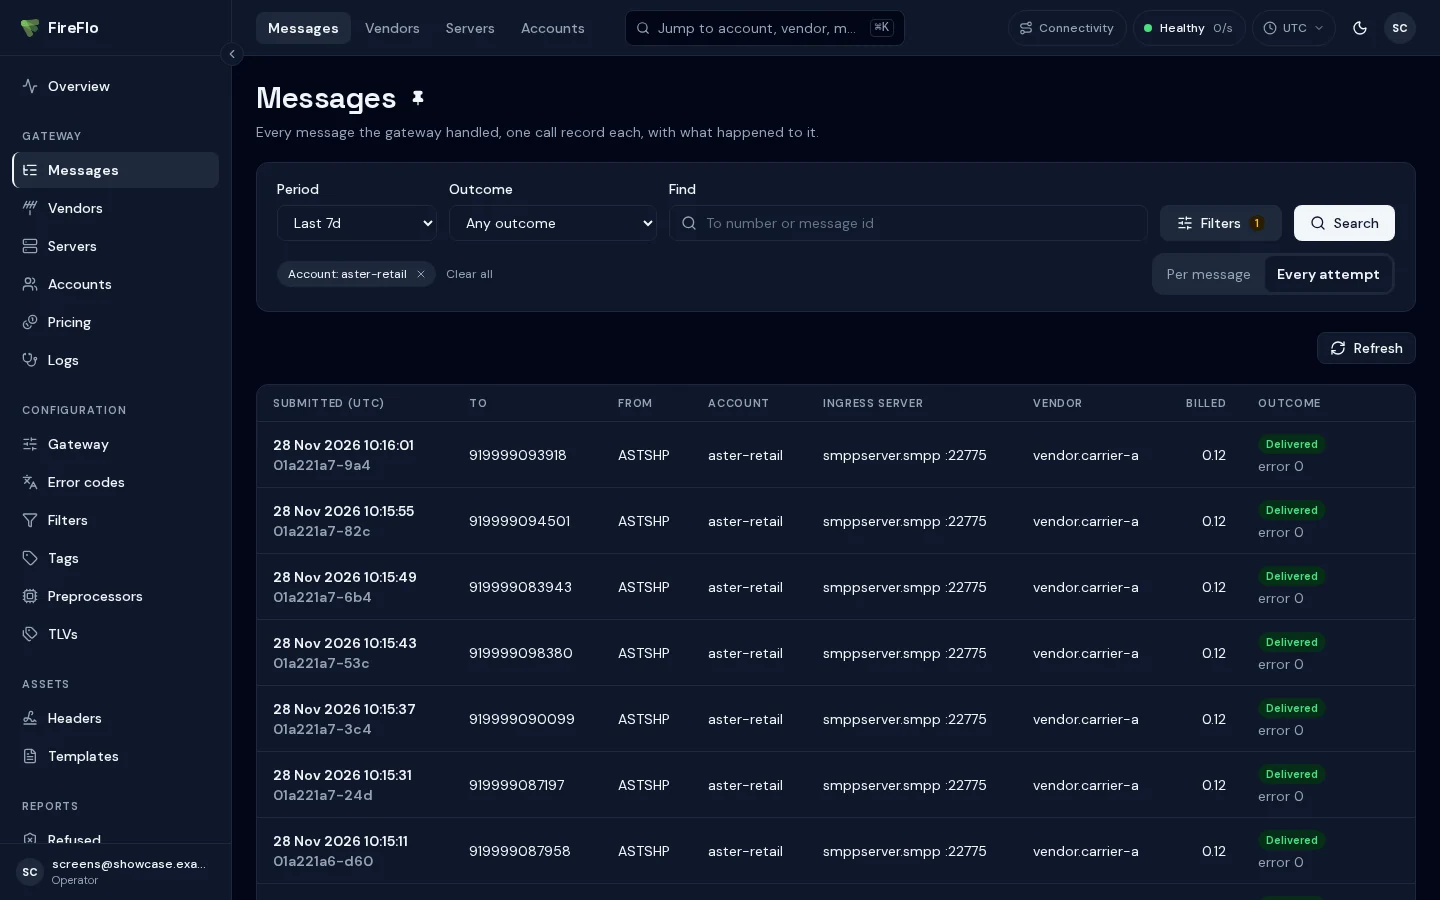 FireFlo
Messages
Vendors
Servers
Accounts
Jump to account, vendor, m...
⌘K
Connectivity
Healthy 0/s
UTC
SC
Overview
GATEWAY
Messages
Vendors
Servers
Accounts
Pricing
Logs
CONFIGURATION
Gateway
Error codes
Filters
Tags
Preprocessors
TLVs
ASSETS
Headers
Templates
REPORTS
Refused
SC
screens@showcase.exa...
Operator
Messages
Every message the gateway handled, one call record each, with what happened to it.
Period
Outcome
Find
Last 7d
Any outcome
To number or message id
Filters 1
Search
Account: aster-retail
Clear all
Per message
Every attempt
Refresh
SUBMITTED (UTC) TO FROM ACCOUNT INGRESS SERVER VENDOR BILLED OUTCOME
28 Nov 2026 10:16:01 919999093918 ASTSHP aster-retail smppserver.smpp :22775 vendor.carrier-a 0.12 Delivered
01a221a7-9a4 error 0
28 Nov 2026 10:15:55 919999094501 ASTSHP aster-retail smppserver.smpp :22775 vendor.carrier-a 0.12 Delivered
01a221a7-82c error 0
28 Nov 2026 10:15:49 919999083943 ASTSHP aster-retail smppserver.smpp :22775 vendor.carrier-a 0.12 Delivered
01a221a7-6b4 error 0
28 Nov 2026 10:15:43 919999098380 ASTSHP aster-retail smppserver.smpp :22775 vendor.carrier-a 0.12 Delivered
01a221a7-53c error 0
28 Nov 2026 10:15:37 919999090099 ASTSHP aster-retail smppserver.smpp :22775 vendor.carrier-a 0.12 Delivered
01a221a7-3c4 error 0
28 Nov 2026 10:15:31 919999087197 ASTSHP aster-retail smppserver.smpp :22775 vendor.carrier-a 0.12 Delivered
01a221a7-24d error 0
28 Nov 2026 10:15:11 919999087958 ASTSHP aster-retail smppserver.smpp :22775 vendor.carrier-a 0.12 Delivered
01a221a6-d60 error 0